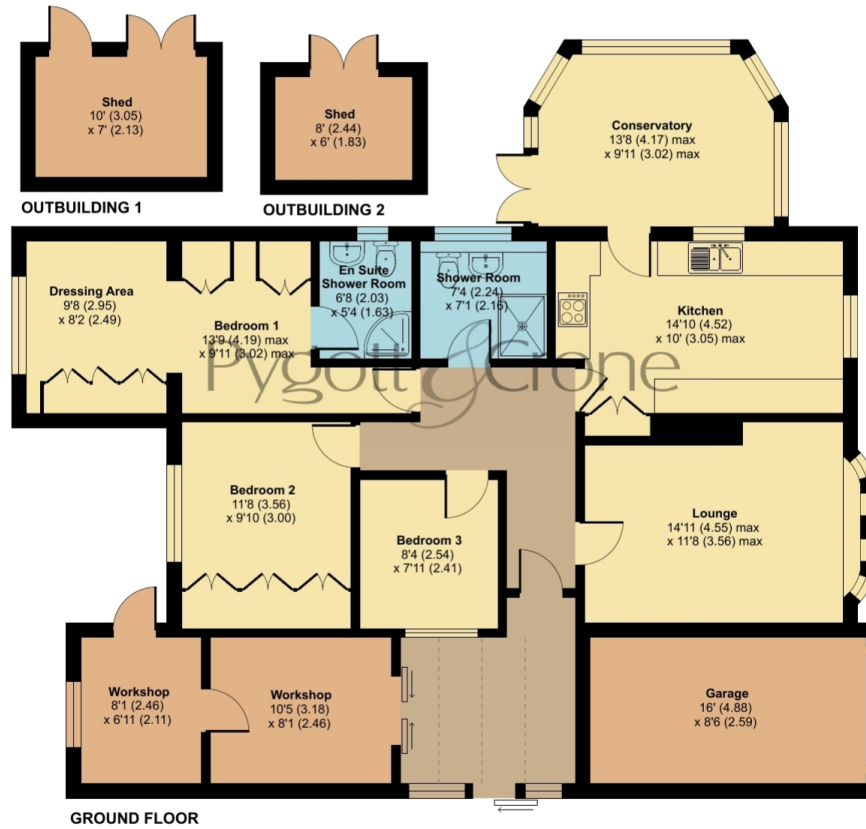 Shed
10' (3.05)
x 7' (2.13)
OUTBUILDING 1
Shed
8' (2.44)
x 6' (1.83)
OUTBUILDING 2
Conservatory
13'8 (4.17) max
x 9'11 (3.02) max
Dressing Area
9'8 (2.95)
x 8'2 (2.49)
Bedroom 1
13'9 (4.19) max
x 9'11 (3.02) max
En Suite
Shower Room
6'8 (2.03)
x 5'4 (1.63)
Shower Room
7'4 (2.24)
x 7'1 (2.16)
Kitchen
14'10 (4.52)
x 10' (3.05) max
Pygott & Crone
Bedroom 2
11'8 (3.56)
x 9'10 (3.00)
Bedroom 3
8'4 (2.54)
x 7'11 (2.41)
Lounge
14'11 (4.55) max
x 11'8 (3.56) max
Workshop
8'1 (2.46)
x 6'11 (2.11)
Workshop
10'5 (3.18)
x 8'1 (2.46)
Garage
16' (4.88)
x 8'6 (2.59)
GROUND FLOOR